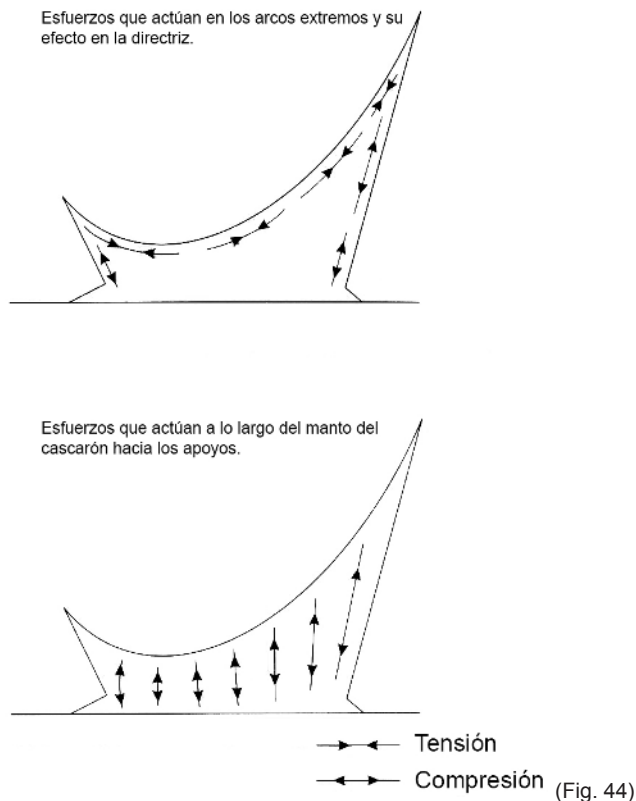 Esfuerzos que actúan en los arcos extremos y su
efecto en la directriz.
Esfuerzos que actúan a lo largo del manto del
cascarón hacia los apoyos.
Tensión
Compresión
(Fig. 44)